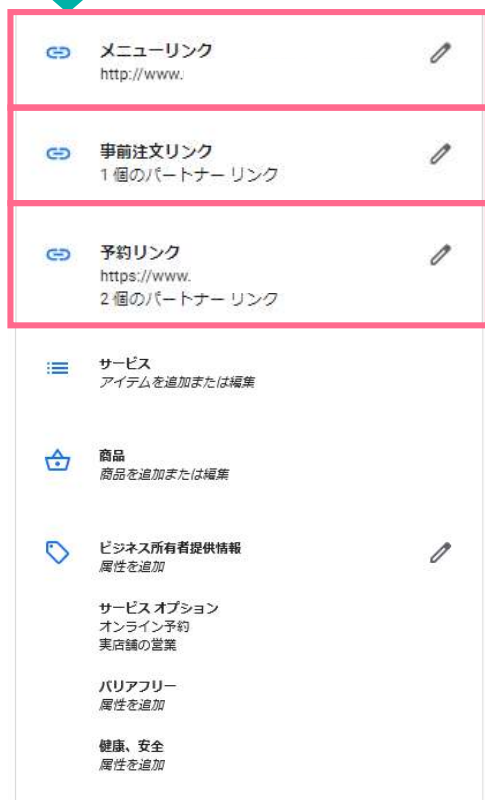 メニューリンク
http://www.
事前注文リンク
1 個のパートナー リンク
予約リンク
https://www.
2 個のパートナー リンク
サービス
アイテムを追加または編集
商品
商品を追加または編集
ビジネス所有者提供情報
属性を追加
サービス オプション
オンライン予約
実店舗の営業
バリアフリー
属性を追加
健康、安全
属性を追加